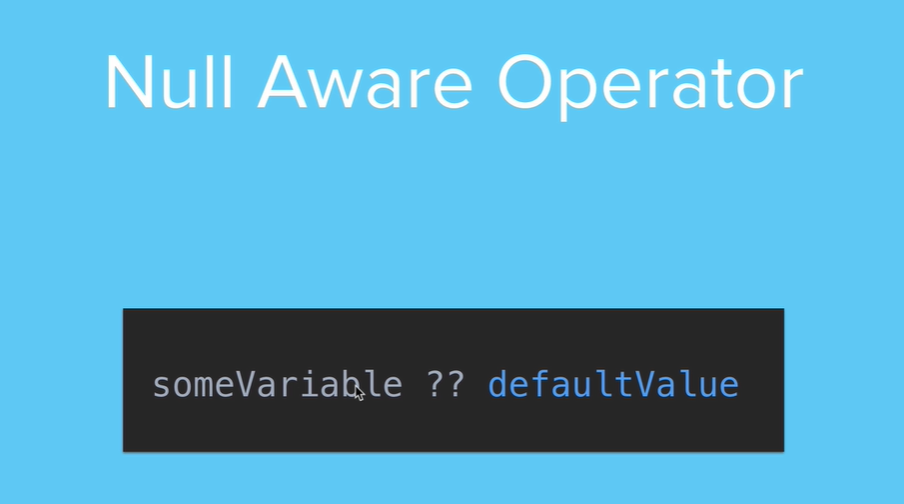 Null Aware Operator
someVariable ?? defaultValue